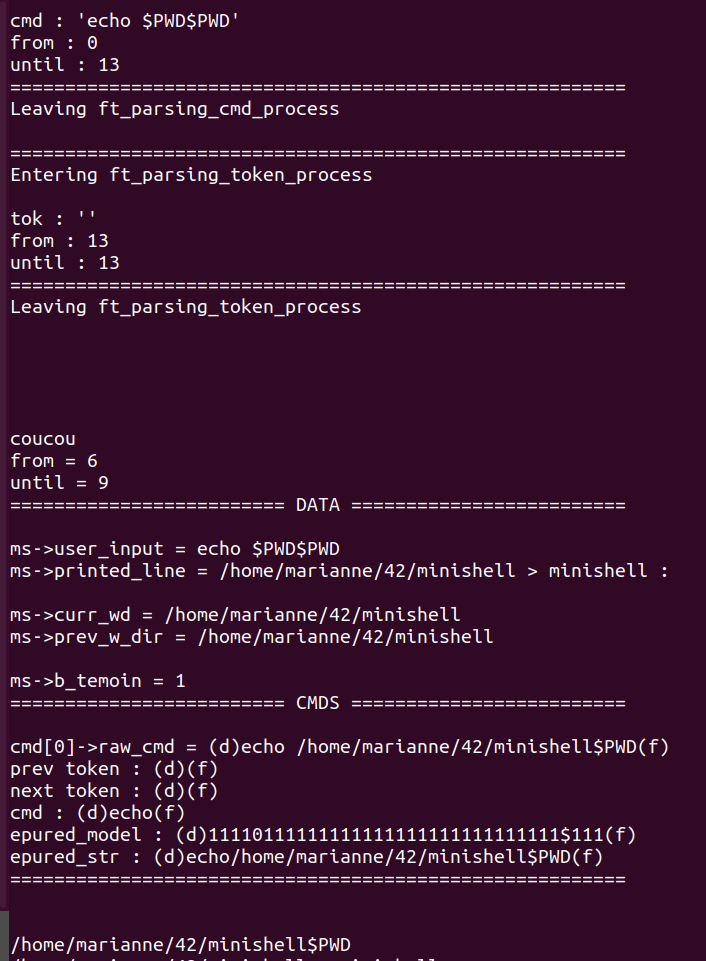 cmd : 'echo $PWD$PWD'
from : 0
until : 13
========================================================
Leaving ft_parsing_cmd_process
========================================================
Entering ft_parsing_token_process
tok : ''
from : 13
until : 13
========================================================
Leaving ft_parsing_token_process
coucou
from = 6
until = 9
========================= DATA =========================
ms->user_input = echo $PWD$PWD
ms->printed_line = /home/marianne/42/minishell > minishell :
ms->curr_wd = /home/marianne/42/minishell
ms->prev_w_dir = /home/marianne/42/minishell
ms->b_temoin = 1
========================= CMDS =========================
cmd[0]->raw_cmd = (d)echo /home/marianne/42/minishell$PWD(f)
prev token : (d)(f)
next token : (d)(f)
cmd : (d)echo(f)
epured_model : (d)11110111111111111111111111111111$111(f)
epured_str : (d)echo/home/marianne/42/minishell$PWD(f)
========================================================
/home/marianne/42/minishell$PWD